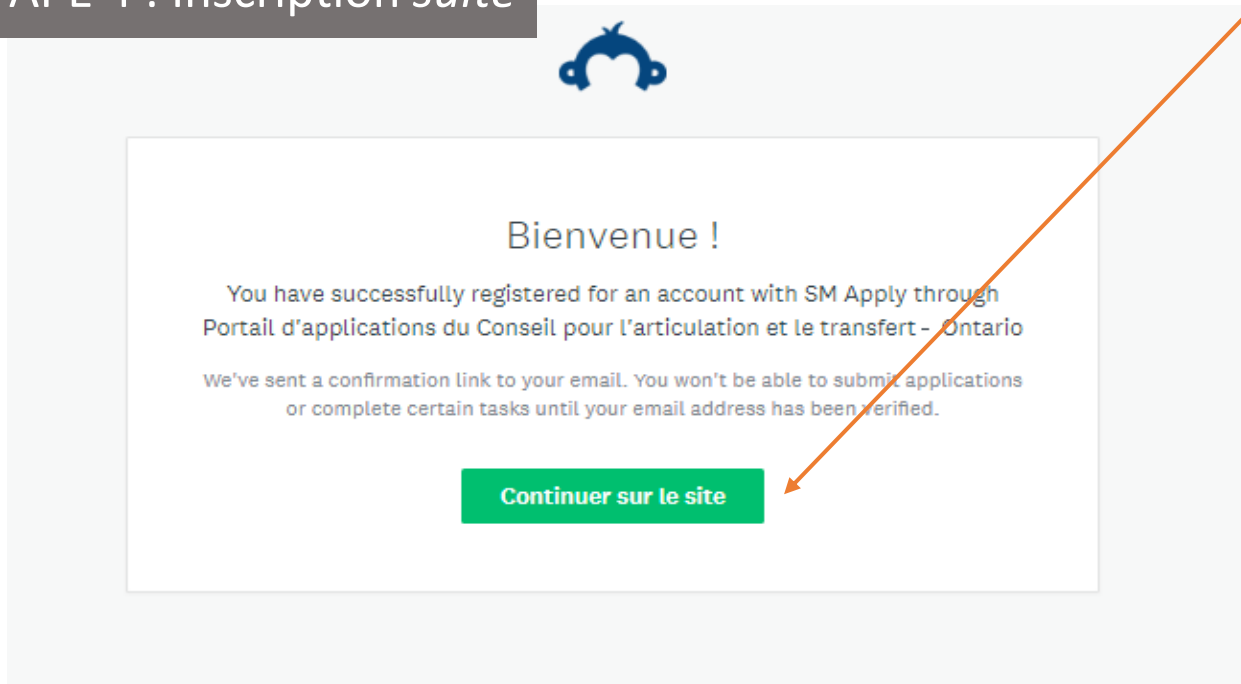 : Inscription suite
Bienvenue !
You have successfully registered for an account with SM Apply through
Portail d'applications du Conseil pour l'articulation et le transfert - Ontario
We've sent a confirmation link to your email. You won't be able to submit applications
or complete certain tasks until your email address has been verified.
Continuer sur le site